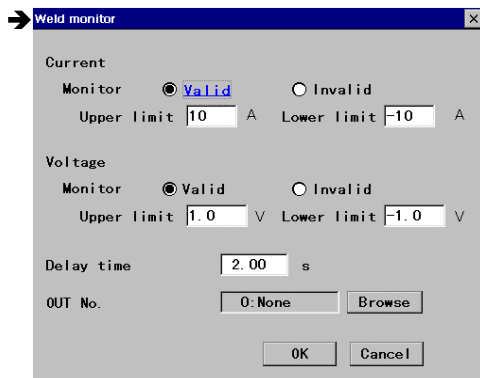 Weld monitor
Current
Monitor Valid Invalid
Upper limit 10 A Lower limit -10 A
Voltage
Monitor Valid Invalid
Upper limit 1.0 V Lower limit -1.0 V
Delay time 2.00 s
OUT No. 0:None Browse
OK Cancel